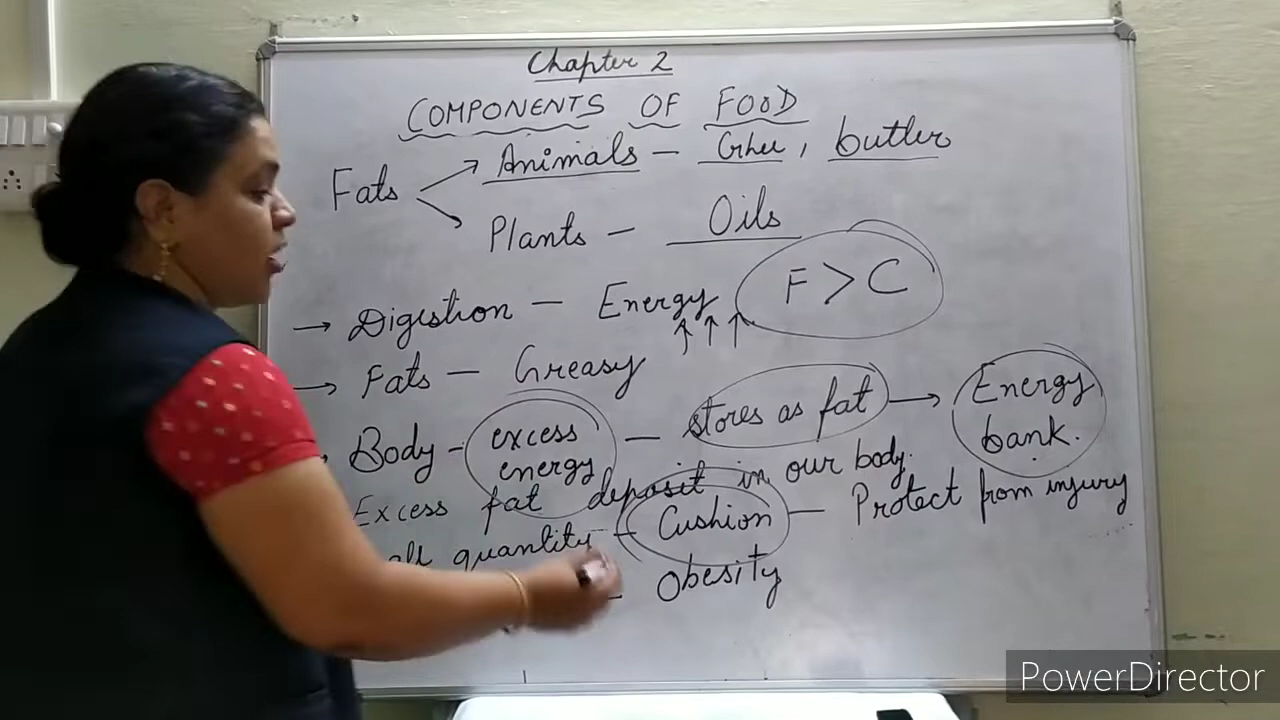 Chapter 2
COMPONENTS OF FOOD
Fats → Animals - Ghee, butter
→ Plants - Oils
→ Digestion - Energy ↑↑↑ F > C
→ Fats - Greasy
Body - excess energy - stores as fat → Energy bank.
Excess fat deposit in our body.
quantity - Cushion - Protect from injury
- Obesity
PowerDirector